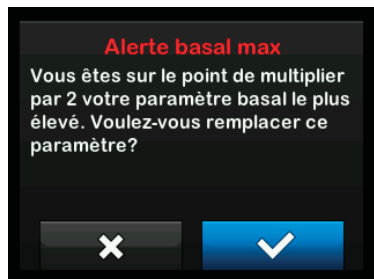 Alerte basal max
Vous êtes sur le point de multiplier
par 2 votre paramètre basal le plus
élevé. Voulez-vous remplacer ce
paramètre?